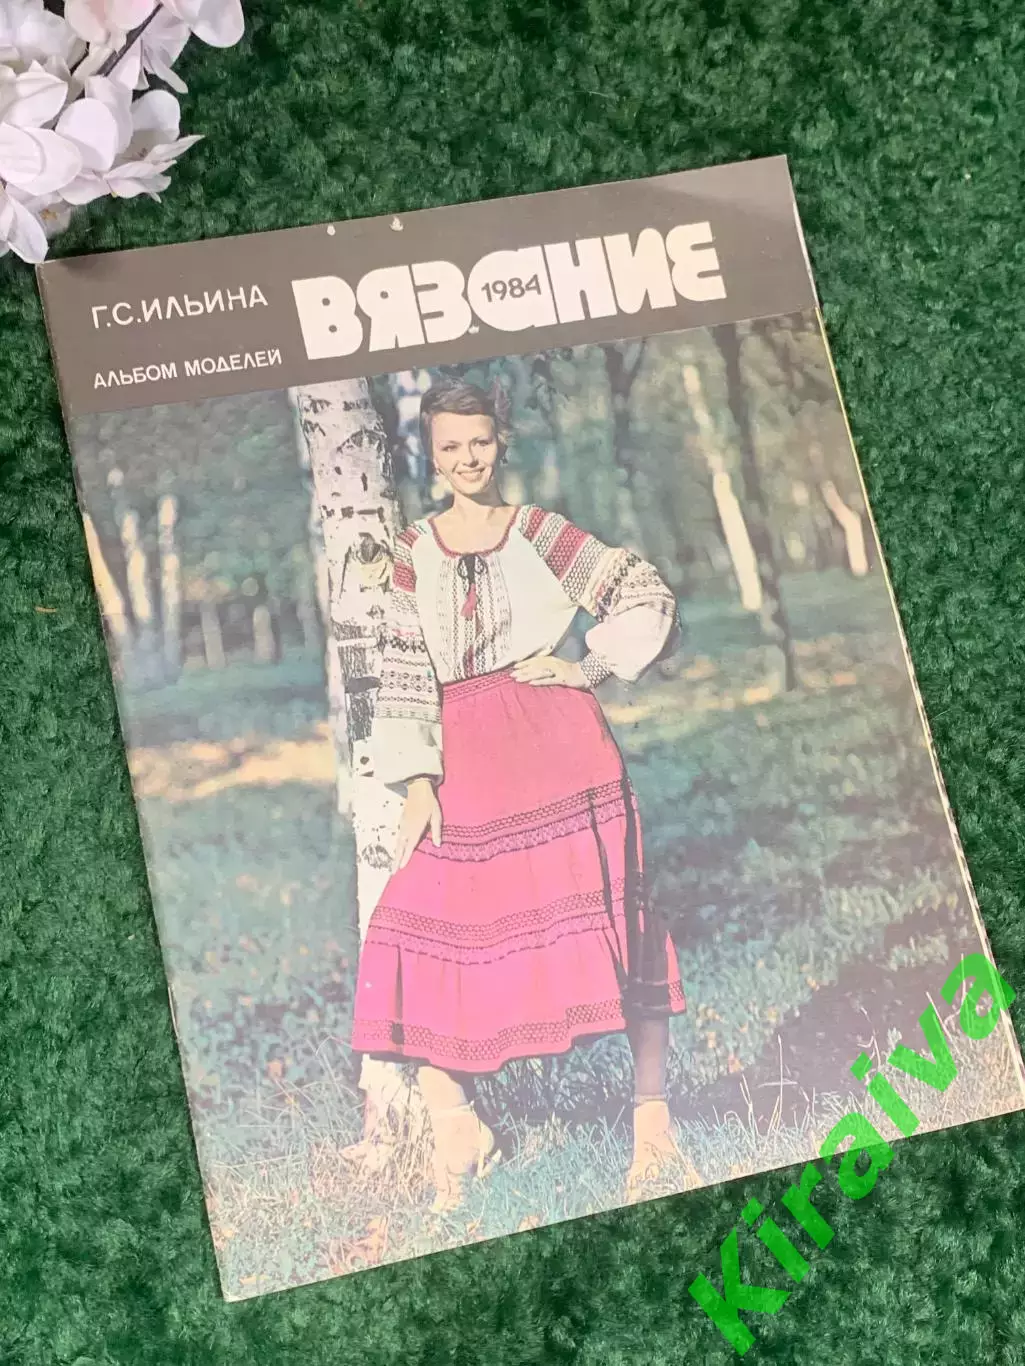 Г.С.ИЛЬИНА
ВЯЗАНИЕ
1984
АЛЬБОМ МОДЕЛЕЙ
Kiraiva